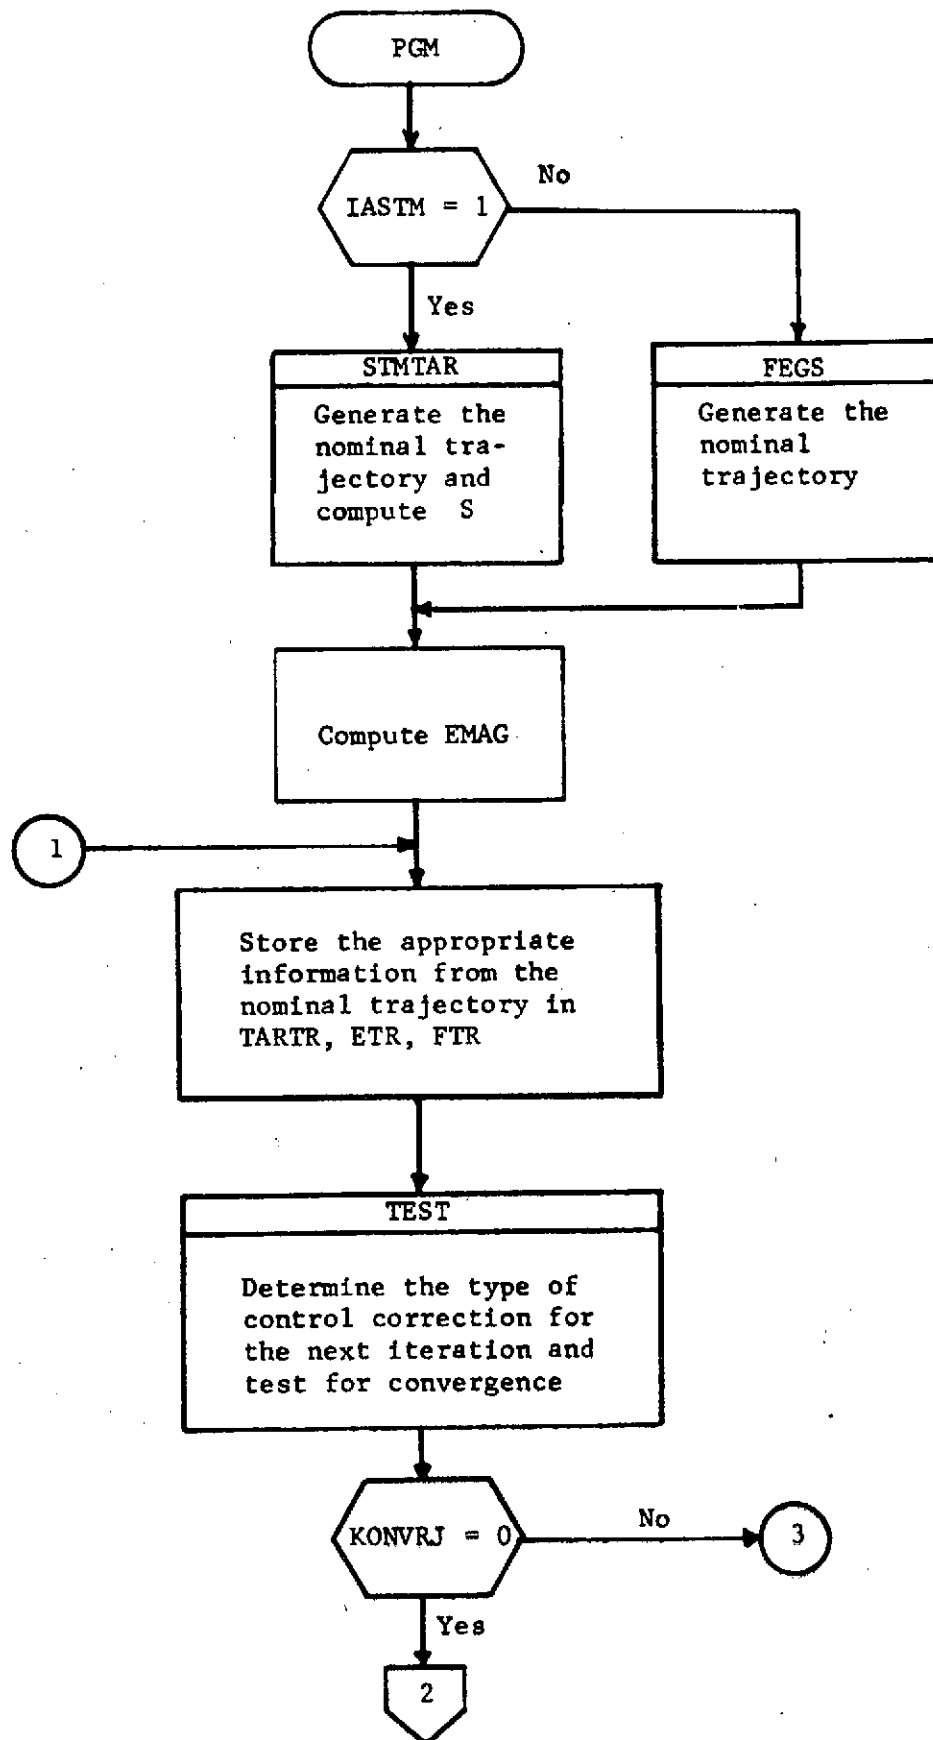 PGM
IASTM = 1
No
Yes
STMTAR
Generate the
nominal tra-
jectory and
compute S
FEGS
Generate the
nominal
trajectory
Compute EMAG
1
Store the appropriate
information from the
nominal trajectory in
TARTR, ETR, FTR
TEST
Determine the type of
control correction for
the next iteration and
test for convergence
KONVRJ = 0
No
3
Yes
2